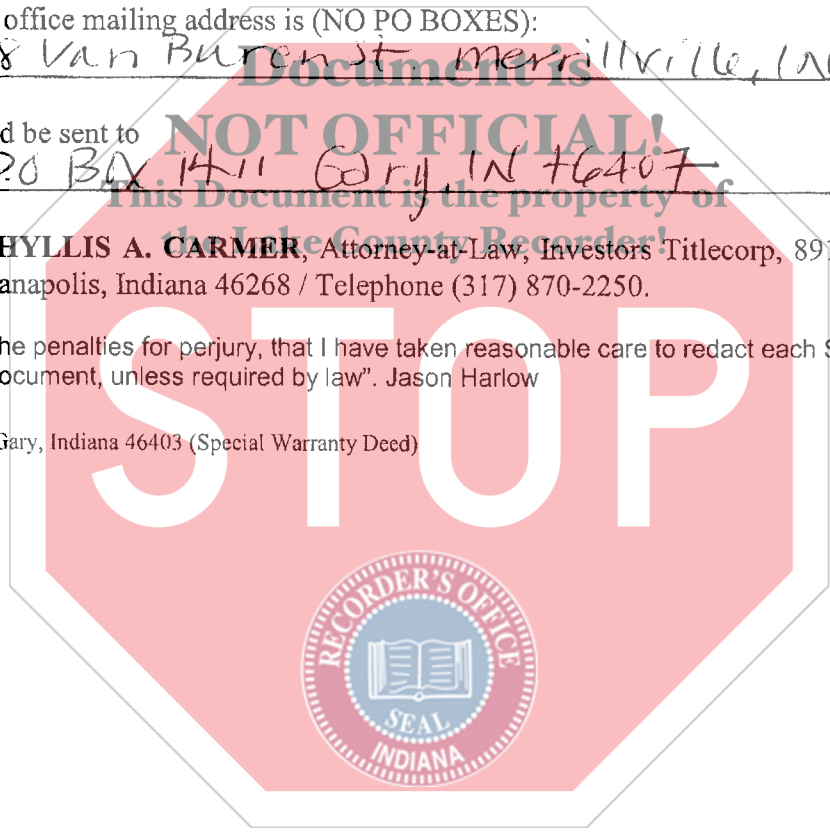 office mailing address is (NO PO BOXES):
8 Van Buren St. merrillville, IN
Document is
d be sent to
NOT OFFICIAL!
PO BOX 1411 Gary, IN 46407
This Document is the property of
the Lake County Recorder!
HYLLIS A. CARMER, Attorney-at-Law, Investors Titlecorp, 891
anapolis, Indiana 46268 / Telephone (317) 870-2250.
he penalties for perjury, that I have taken reasonable care to redact each S
ocument, unless required by law”. Jason Harlow
Gary, Indiana 46403 (Special Warranty Deed)
STOP
RECORDER'S OFFICE
SEAL
INDIANA